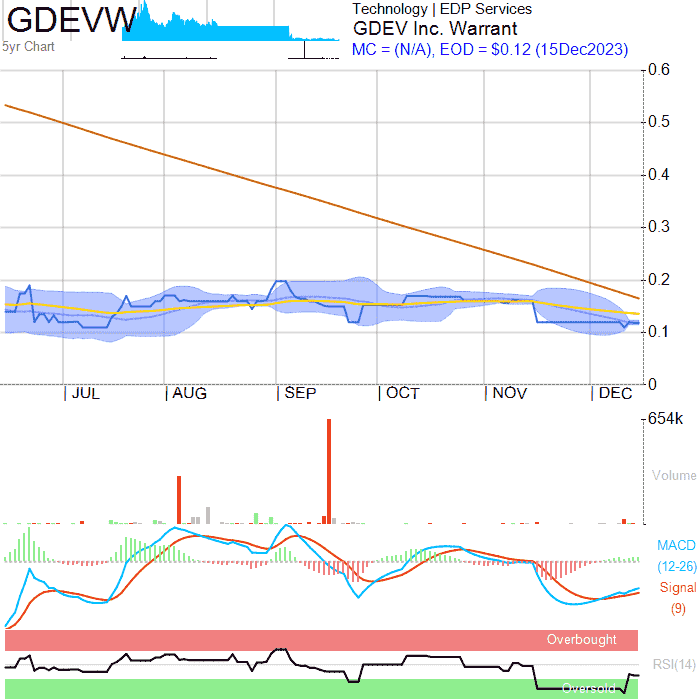 GDEVW
5yr Chart
Technology | EDP Services
GDEV Inc. Warrant
MC = (N/A), EOD = $0.12 (15Dec2023)
0.6
0.5
0.4
0.3
0.2
0.1
0
JUL AUG SEP OCT NOV DEC
654k
Volume
MACD
(12-26)
Signal
(9)
Overbought
RSI(14)
Oversold